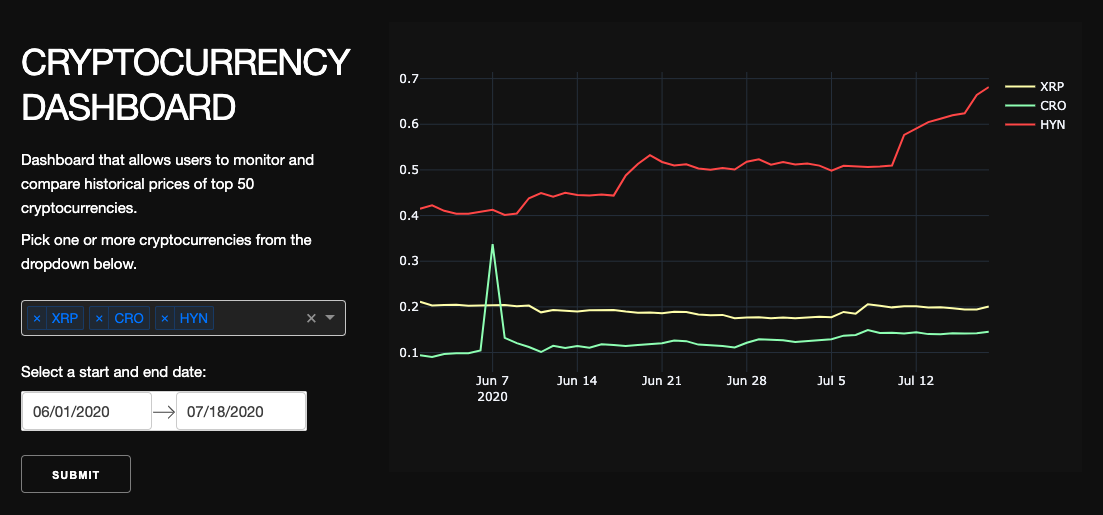 CRYPTOCURRENCY
DASHBOARD
Dashboard that allows users to monitor and
compare historical prices of top 50
cryptocurrencies.
Pick one or more cryptocurrencies from the
dropdown below.
× XRP × CRO × HYN ×
Select a start and end date:
06/01/2020 → 07/18/2020
SUBMIT
0.7
0.6
0.5
0.4
0.3
0.2
0.1
Jun 7 Jun 14 Jun 21 Jun 28 Jul 5 Jul 12
2020
XRP
CRO
HYN